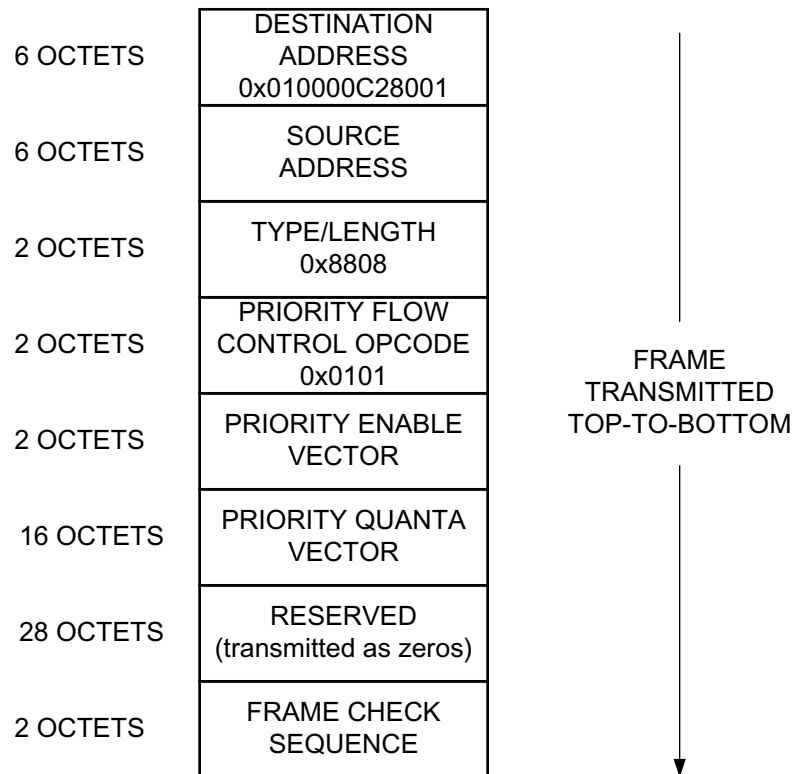 6 OCTETS
DESTINATION
ADDRESS
0x010000C28001
6 OCTETS
SOURCE
ADDRESS
2 OCTETS
TYPE/LENGTH
0x8808
2 OCTETS
PRIORITY FLOW
CONTROL OPCODE
0x0101
2 OCTETS
PRIORITY ENABLE
VECTOR
16 OCTETS
PRIORITY QUANTA
VECTOR
28 OCTETS
RESERVED
(transmitted as zeros)
2 OCTETS
FRAME CHECK
SEQUENCE
FRAME
TRANSMITTED
TOP-TO-BOTTOM